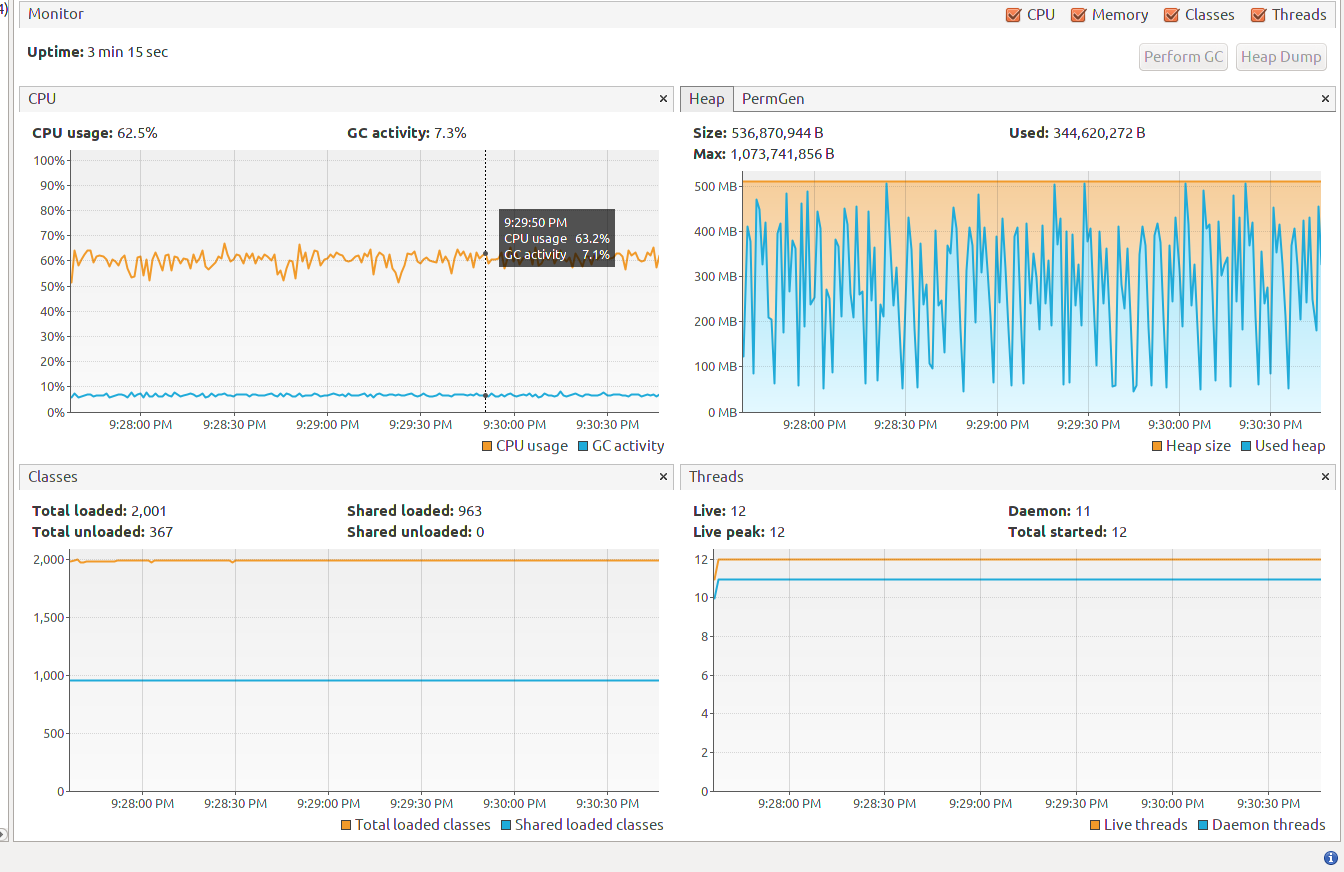 4)
Monitor
CPU Memory Classes Threads
Uptime: 3 min 15 sec
Perform GC Heap Dump
CPU
CPU usage: 62.5% GC activity: 7.3%
100%
90%
80%
70%
60%
50%
40%
30%
20%
10%
0%
9:29:50 PM
CPU usage 63.2%
GC activity 7.1%
9:28:00 PM 9:28:30 PM 9:29:00 PM 9:29:30 PM 9:30:00 PM 9:30:30 PM
CPU usage GC activity
Heap PermGen
Size: 536,870,944 B Used: 344,620,272 B
Max: 1,073,741,856 B
500 MB
400 MB
300 MB
200 MB
100 MB
0 MB
9:28:00 PM 9:28:30 PM 9:29:00 PM 9:29:30 PM 9:30:00 PM 9:30:30 PM
Heap size Used heap
Classes
Total loaded: 2,001 Shared loaded: 963
Total unloaded: 367 Shared unloaded: 0
2,000
1,500
1,000
500
0
9:28:00 PM 9:28:30 PM 9:29:00 PM 9:29:30 PM 9:30:00 PM 9:30:30 PM
Total loaded classes Shared loaded classes
Threads
Live: 12 Daemon: 11
Live peak: 12 Total started: 12
12
10
8
6
4
2
0
9:28:00 PM 9:28:30 PM 9:29:00 PM 9:29:30 PM 9:30:00 PM 9:30:30 PM
Live threads Daemon threads